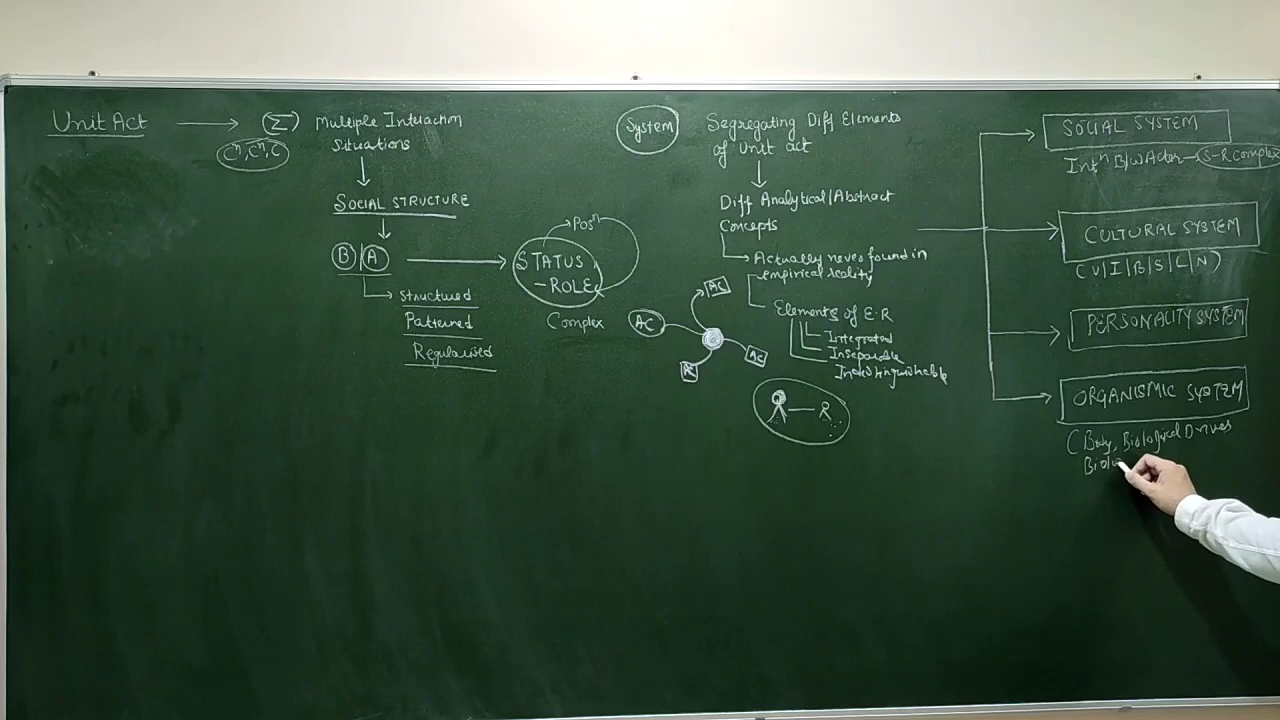 Unit Act
Σ
Cⁿ, Cⁿ, C
Multiple Interaction
situations
SOCIAL STRUCTURE
B | A
Structured
Patterned
Regularised
Posⁿ
STATUS
-ROLE
Complex
System
Segregating Diff Elements
of Unit act
Diff Analytical/Abstract
Concepts
Actually never found in
empirical reality
Elements of E.R
Integrated
Inseparable
Indistinguishable
AC
AC
AC
AC
SOCIAL SYSTEM
Intⁿ B/w Actor - S-R Complex
CULTURAL SYSTEM
(V|I|B|S|L|N)
PERSONALITY SYSTEM
ORGANISMIC SYSTEM
(Body, Biological Drives